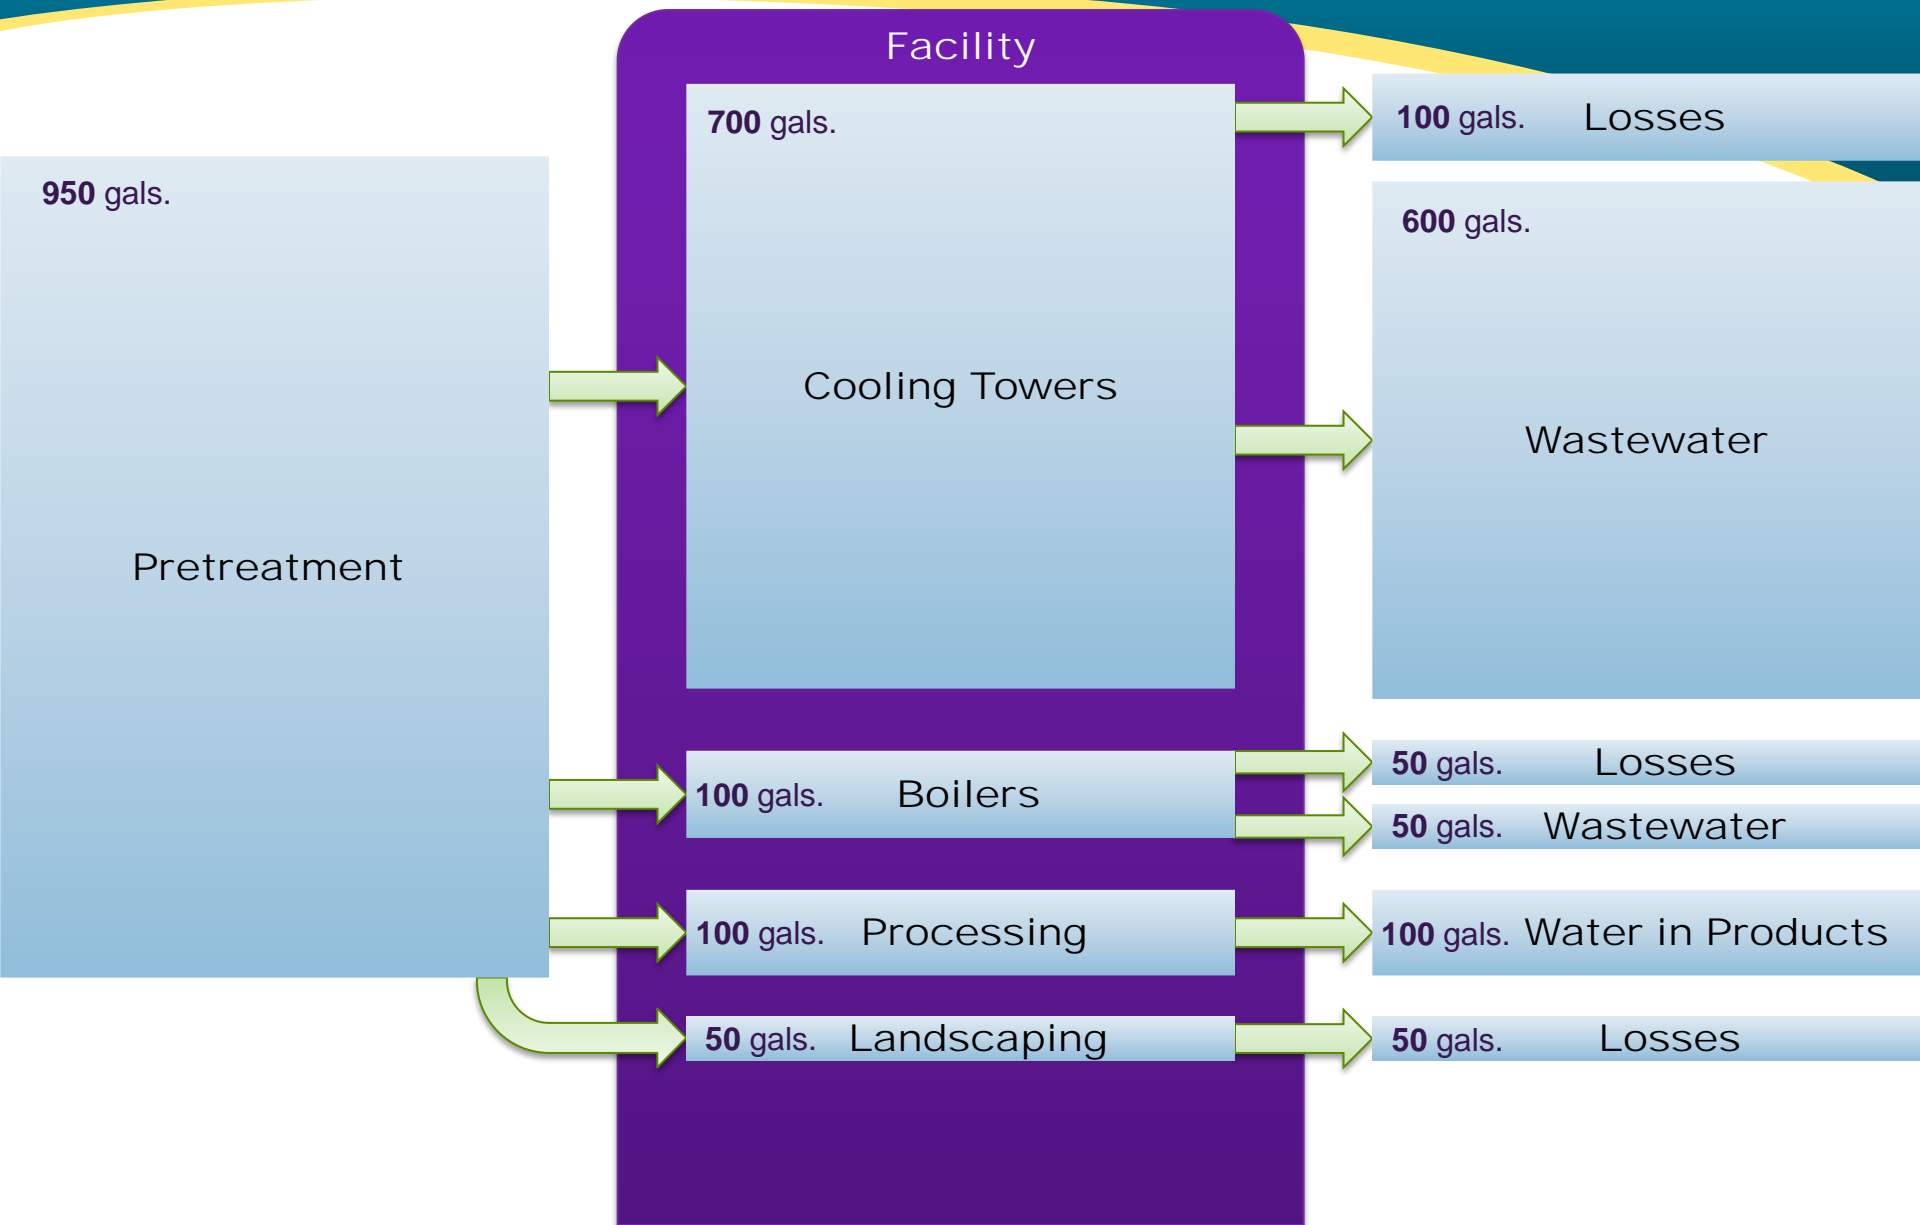 Facility
950 gals.
Pretreatment
700 gals.
Cooling Towers
100 gals. Losses
600 gals.
Wastewater
100 gals. Boilers
50 gals. Losses
50 gals. Wastewater
100 gals. Processing
100 gals. Water in Products
50 gals. Landscaping
50 gals. Losses